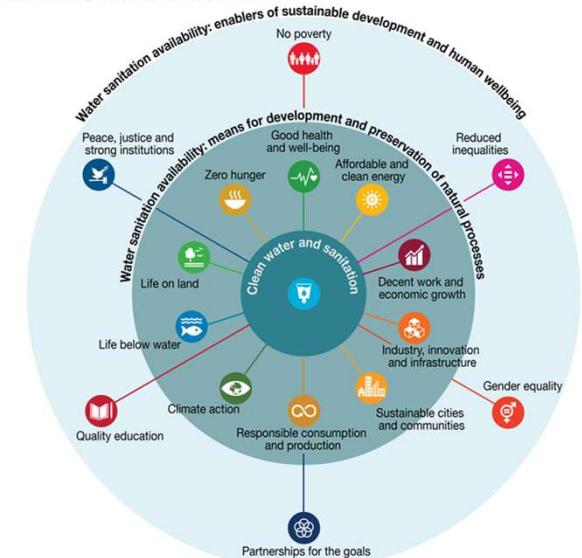 Water sanitation availability: enablers of sustainable development and human wellbeing
No poverty
Water sanitation availability: means for development and preservation of natural processes
Peace, justice and
strong institutions
Good health
and well-being
Reduced
inequalities
Zero hunger
Affordable and
clean energy
Clean water and sanitation
Life on land
Decent work and
economic growth
Life below water
Industry, innovation
and infrastructure
Gender equality
Climate action
Sustainable cities
and communities
Quality education
Responsible consumption
and production
Partnerships for the goals